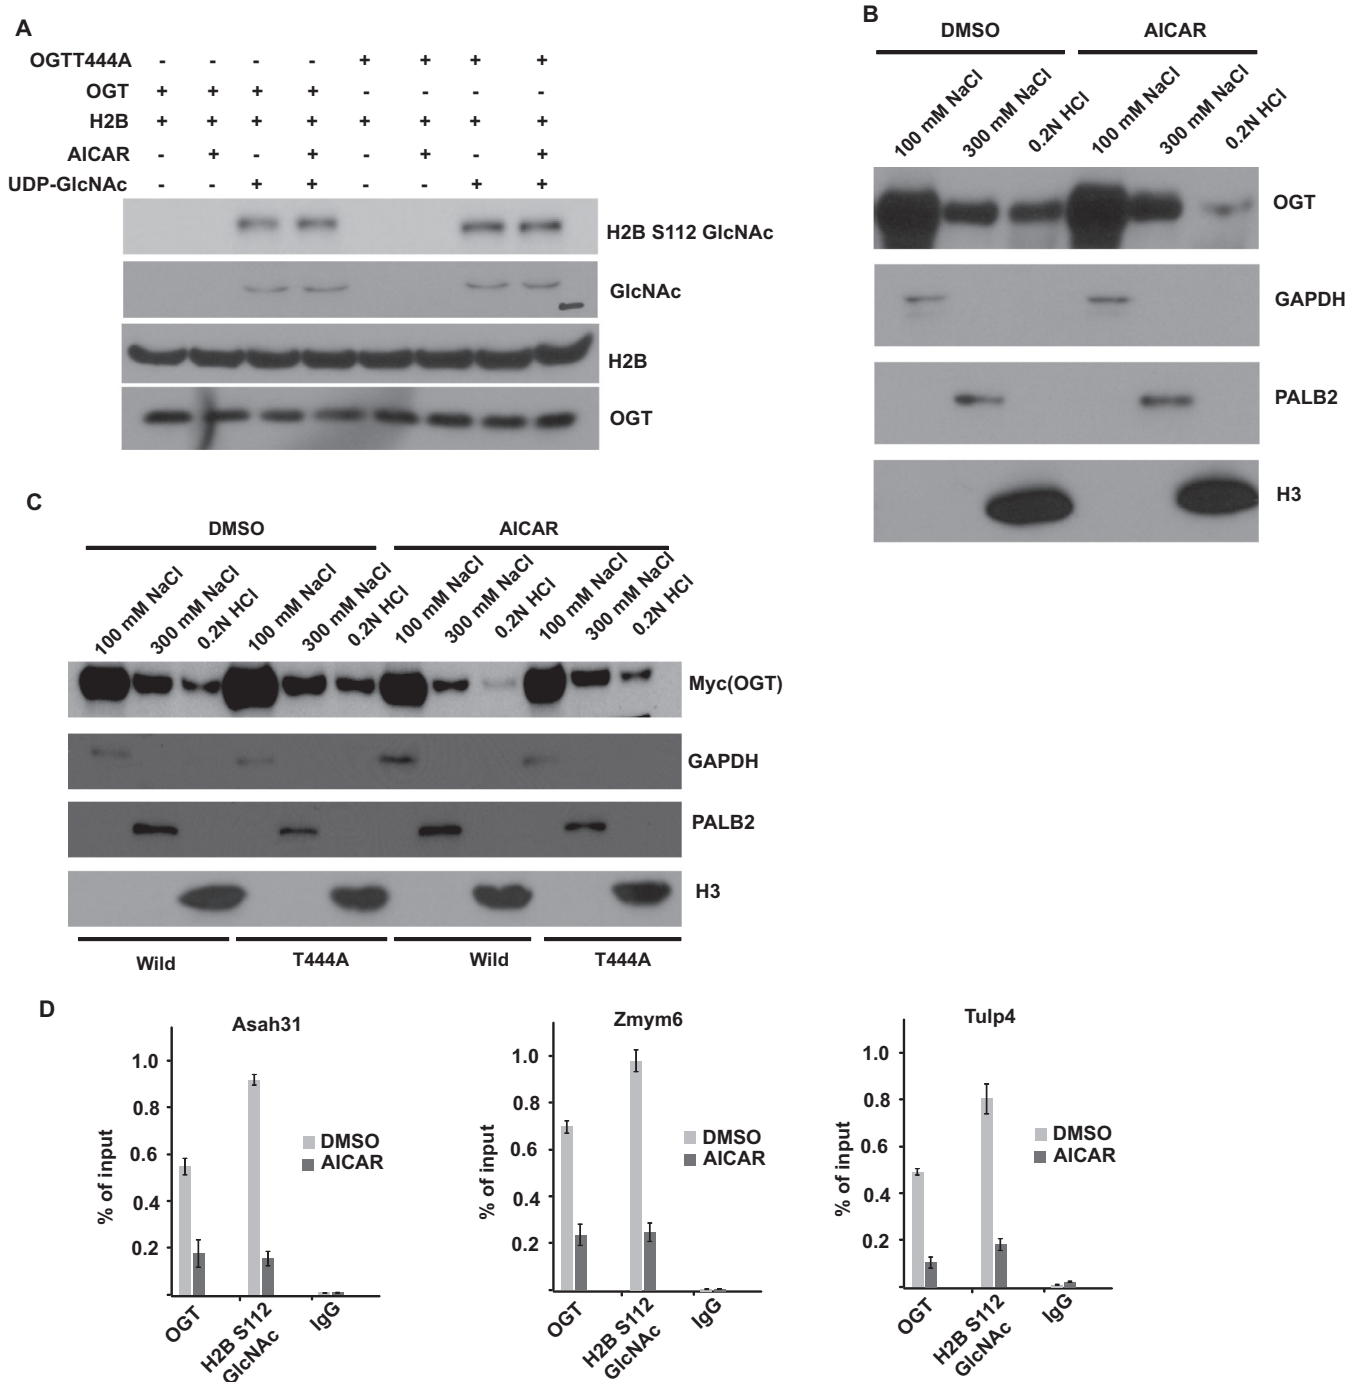 A
OGTT444A - - - - + + + +
OGT + + + + - - - -
H2B + + + + + + + +
AICAR - + - + - + - +
UDP-GlcNAc - - + + - - + +
H2B S112 GlcNAc
GlcNAc
H2B
OGT
B
DMSO AICAR
100 mM NaCl 300 mM NaCl 0.2N HCl 100 mM NaCl 300 mM NaCl 0.2N HCl
OGT
GAPDH
PALB2
H3
C
DMSO AICAR
100 mM NaCl 300 mM NaCl 0.2N HCl 100 mM NaCl 300 mM NaCl 0.2N HCl 100 mM NaCl 300 mM NaCl 0.2N HCl 100 mM NaCl 300 mM NaCl 0.2N HCl
Myc(OGT)
GAPDH
PALB2
H3
Wild T444A Wild T444A
D
Asah31
% of input
1.0
0.8
0.6
0.4
0.2
DMSO
AICAR
OGT
H2B S112
GlcNAc
IgG
Zmym6
% of input
1.0
0.8
0.6
0.4
0.2
DMSO
AICAR
OGT
H2B S112
GlcNAc
IgG
Tulp4
% of input
1.0
0.8
0.6
0.4
0.2
DMSO
AICAR
OGT
H2B S112
GlcNAc
IgG